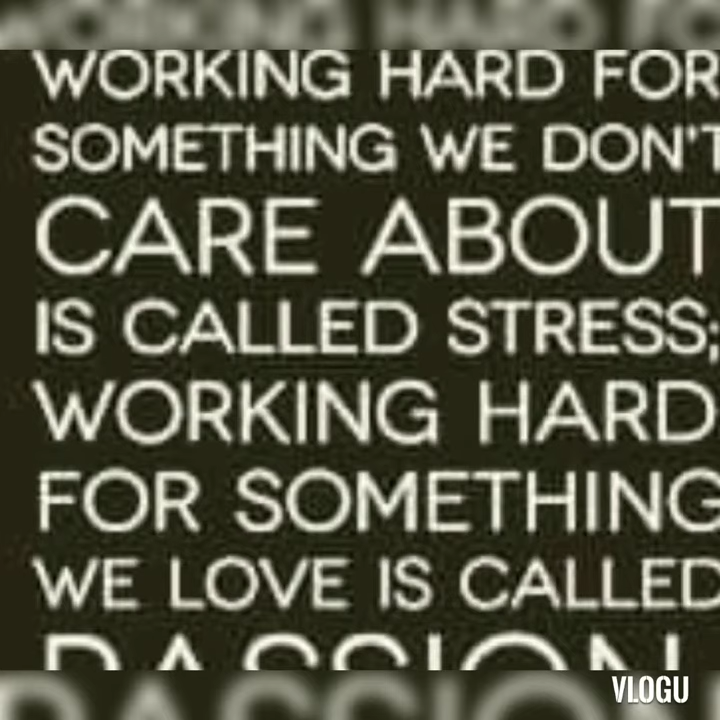 WORKING HARD FOR
SOMETHING WE DON'T
CARE ABOUT
IS CALLED STRESS;
WORKING HARD
FOR SOMETHING
WE LOVE IS CALLED
PASSION
VLOGU